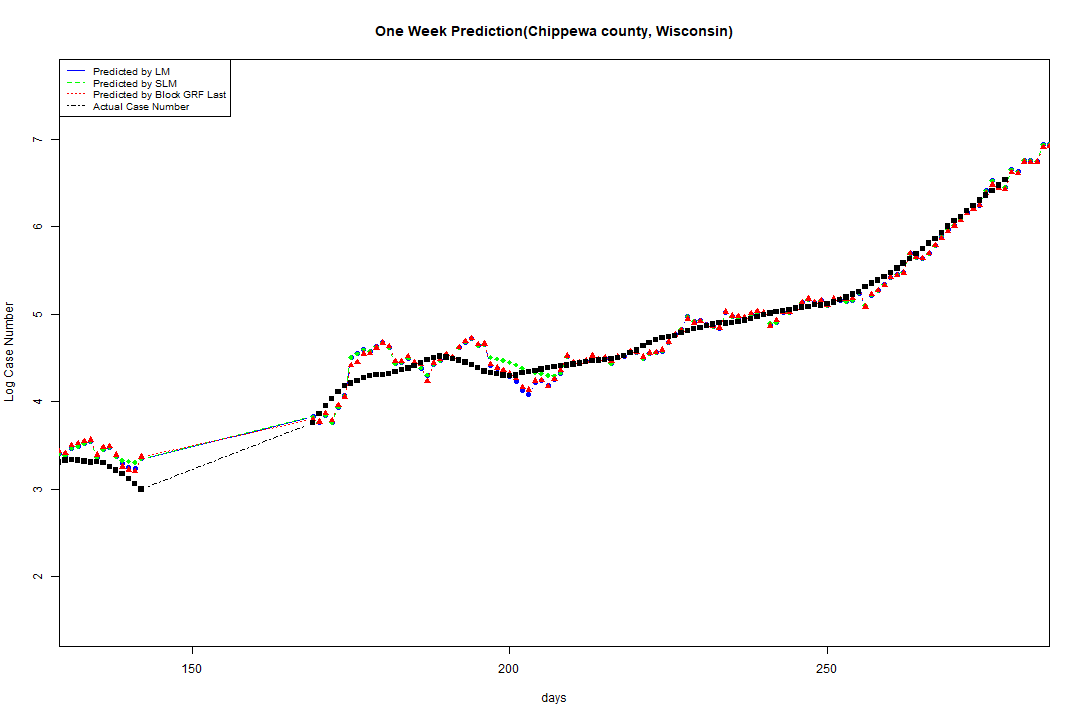 One Week Prediction(Chippewa county, Wisconsin)
Predicted by LM
Predicted by SLM
Predicted by Block GRF Last
Actual Case Number
Log Case Number
7
6
5
4
3
2
150
200
250
days